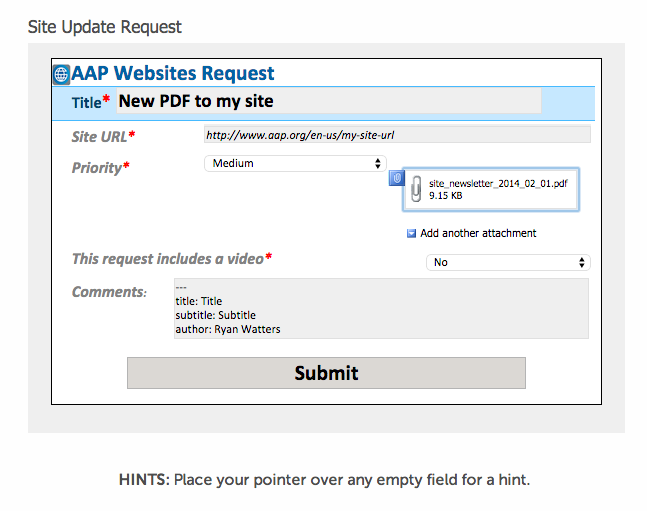 Site Update Request
AAP Websites Request
Title* New PDF to my site
Site URL* http://www.aap.org/en-us/my-site-url
Priority* Medium
site_newsletter_2014_02_01.pdf
9.15 KB
Add another attachment
This request includes a video* No
Comments: ---
title: Title
subtitle: Subtitle
author: Ryan Watters
Submit
HINTS: Place your pointer over any empty field for a hint.